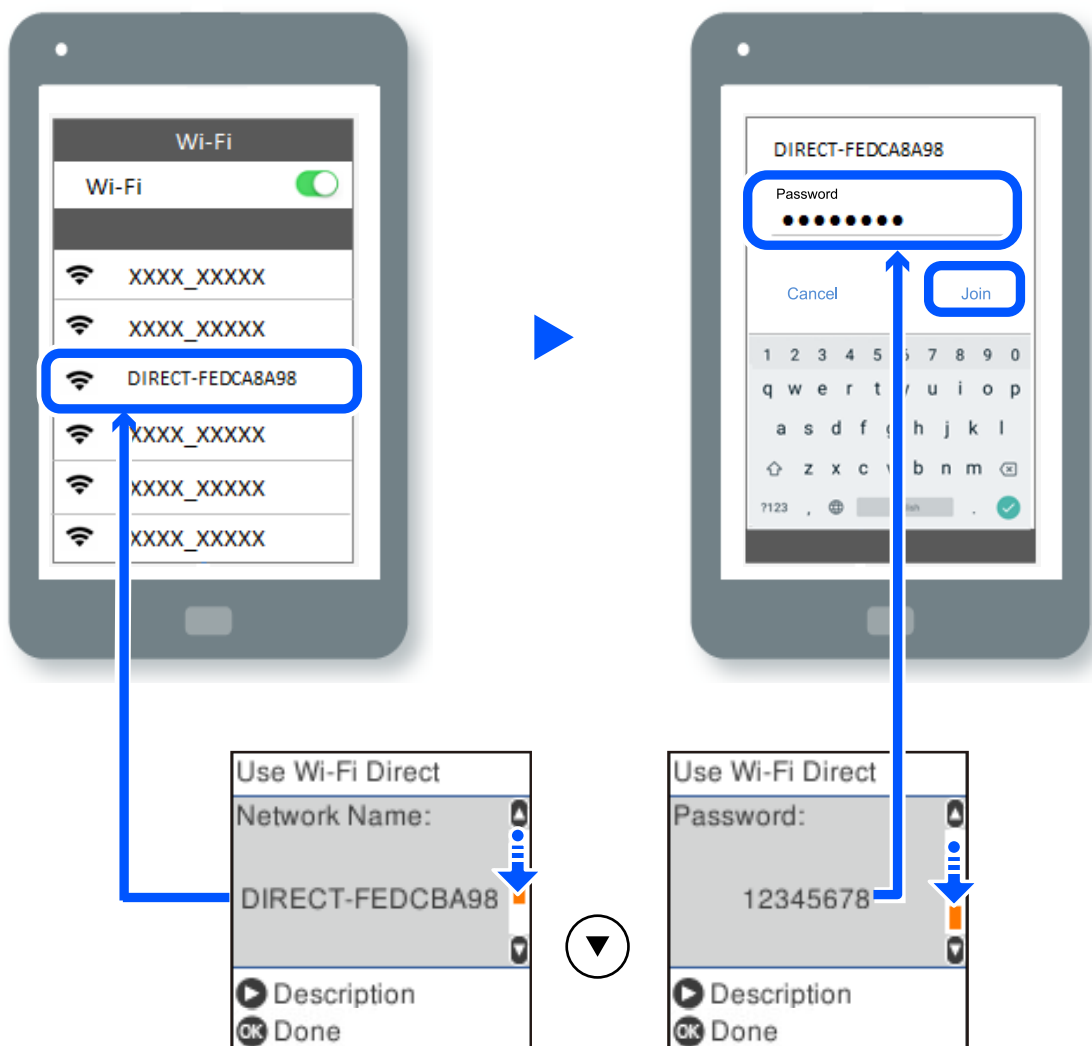 Wi-Fi
Wi-Fi
XXXX_XXXXX
XXXX_XXXXX
DIRECT-FEDCA8A98
XXXX_XXXXX
XXXX_XXXXX
XXXX_XXXXX
DIRECT-FEDCA8A98
Password
••••••••
Cancel Join
1 2 3 4 5 7 8 9 0
q w e r t u i o p
a s d f h j k l
z x c b n m
?123 , .
Use Wi-Fi Direct
Network Name:
DIRECT-FEDCBA98
Description
OK Done
Use Wi-Fi Direct
Password:
12345678
Description
OK Done